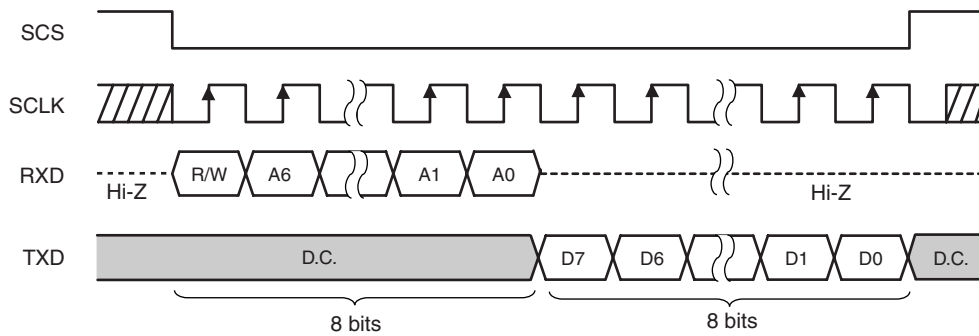 SCS
SCLK
RXD
Hi-Z
R/W
A6
A1
A0
Hi-Z
TXD
D.C.
D7
D6
D1
D0
D.C.
8 bits
8 bits